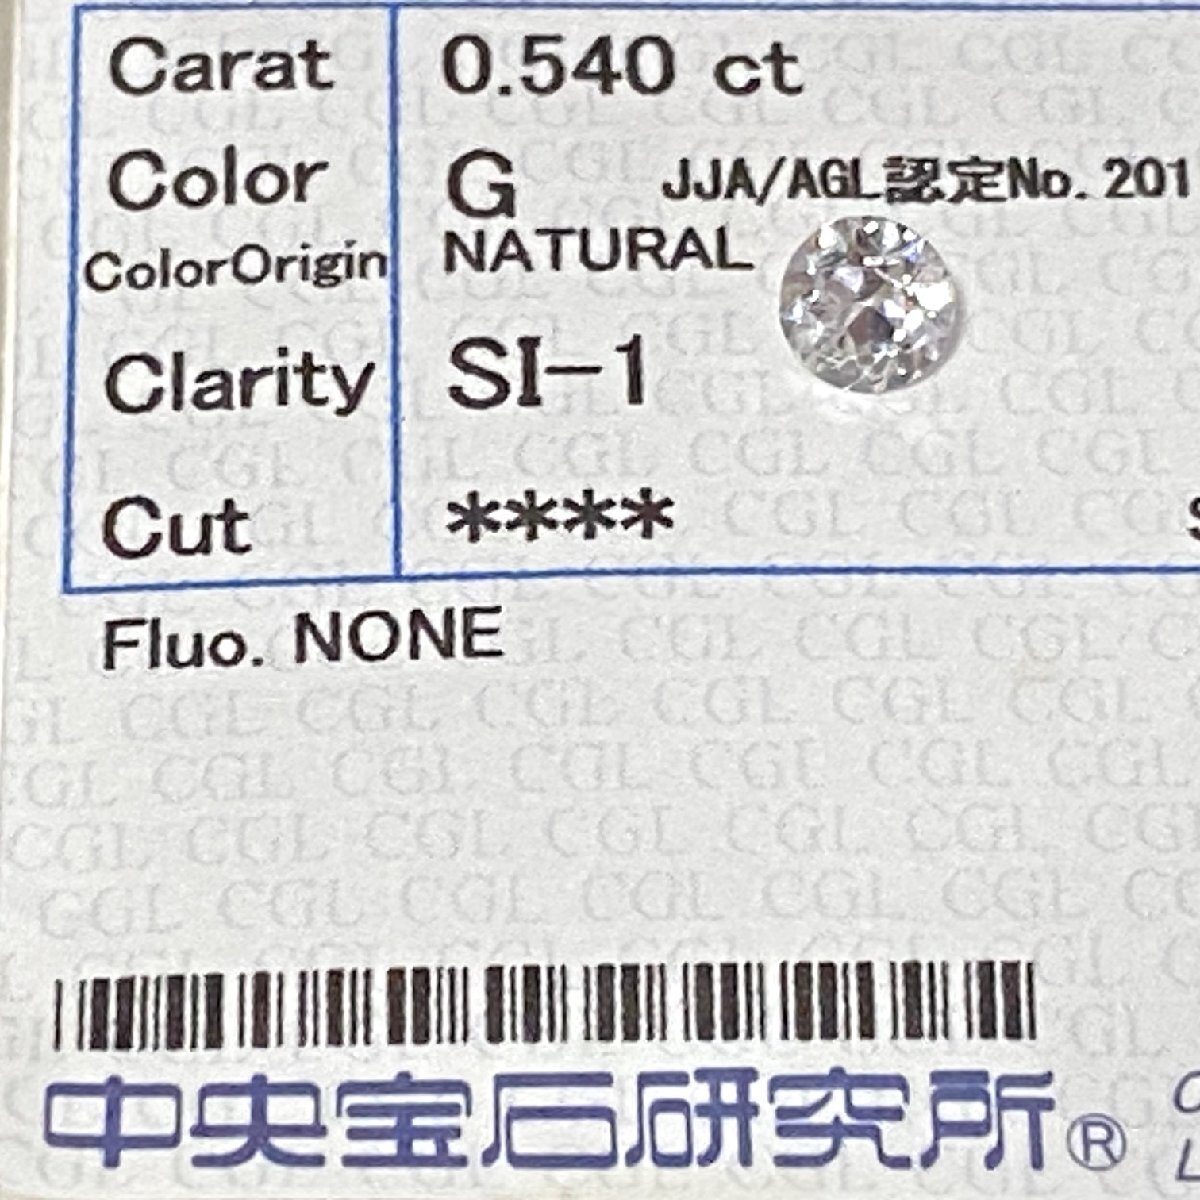 Carat 0.540 ct
Color G JJA/AGL認定No. 201
ColorOrigin NATURAL
Clarity SI-1
Cut ****
Fluo. NONE
中央宝石研究所®